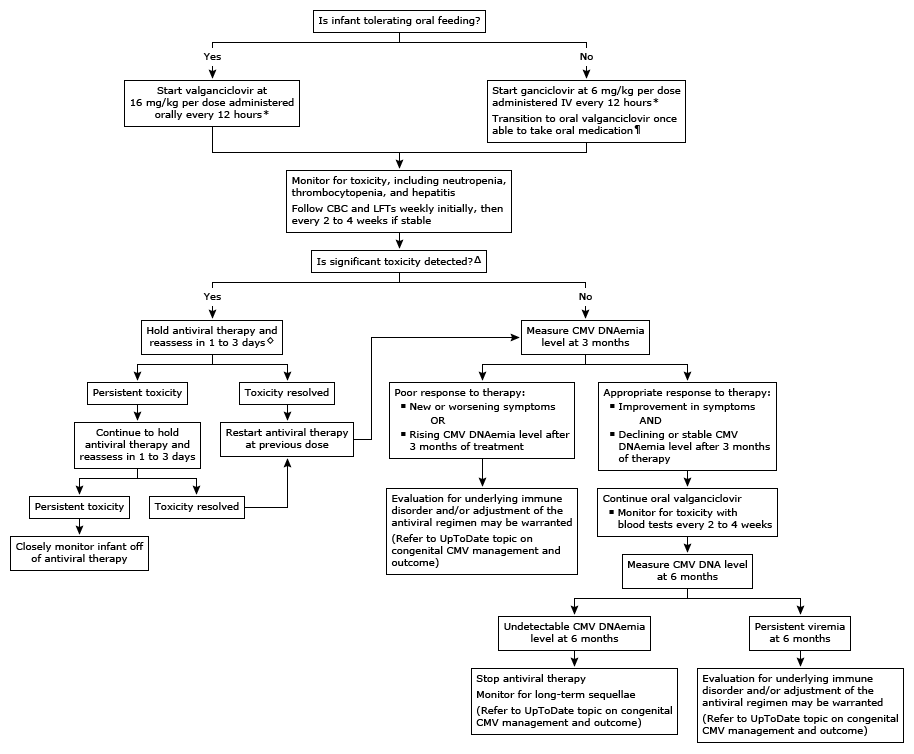 Is infant tolerating oral feeding?
Yes
No
Start valganciclovir at
16 mg/kg per dose administered
orally every 12 hours*
Start ganciclovir at 6 mg/kg per dose
administered IV every 12 hours*
Transition to oral valganciclovir once
able to take oral medication¶
Monitor for toxicity, including neutropenia,
thrombocytopenia, and hepatitis
Follow CBC and LFTs weekly initially, then
every 2 to 4 weeks if stable
Is significant toxicity detected?Δ
Yes
No
Hold antiviral therapy and
reassess in 1 to 3 days◇
Measure CMV DNAemia
level at 3 months
Persistent toxicity
Toxicity resolved
Continue to hold
antiviral therapy and
reassess in 1 to 3 days
Restart antiviral therapy
at previous dose
Persistent toxicity
Toxicity resolved
Closely monitor infant off
of antiviral therapy
Poor response to therapy:
▪ New or worsening symptoms
OR
▪ Rising CMV DNAemia level after
3 months of treatment
Appropriate response to therapy:
▪ Improvement in symptoms
AND
▪ Declining or stable CMV
DNAemia level after 3 months
of therapy
Evaluation for underlying immune
disorder and/or adjustment of the
antiviral regimen may be warranted
(Refer to UpToDate topic on
congenital CMV management and
outcome)
Continue oral valganciclovir
▪ Monitor for toxicity with
blood tests every 2 to 4 weeks
Measure CMV DNA level
at 6 months
Undetectable CMV DNAemia
level at 6 months
Persistent viremia
at 6 months
Stop antiviral therapy
Monitor for long-term sequellae
(Refer to UpToDate topic on congenital
CMV management and outcome)
Evaluation for underlying immune
disorder and/or adjustment of the
antiviral regimen may be warranted
(Refer to UpToDate topic on congenital
CMV management and outcome)